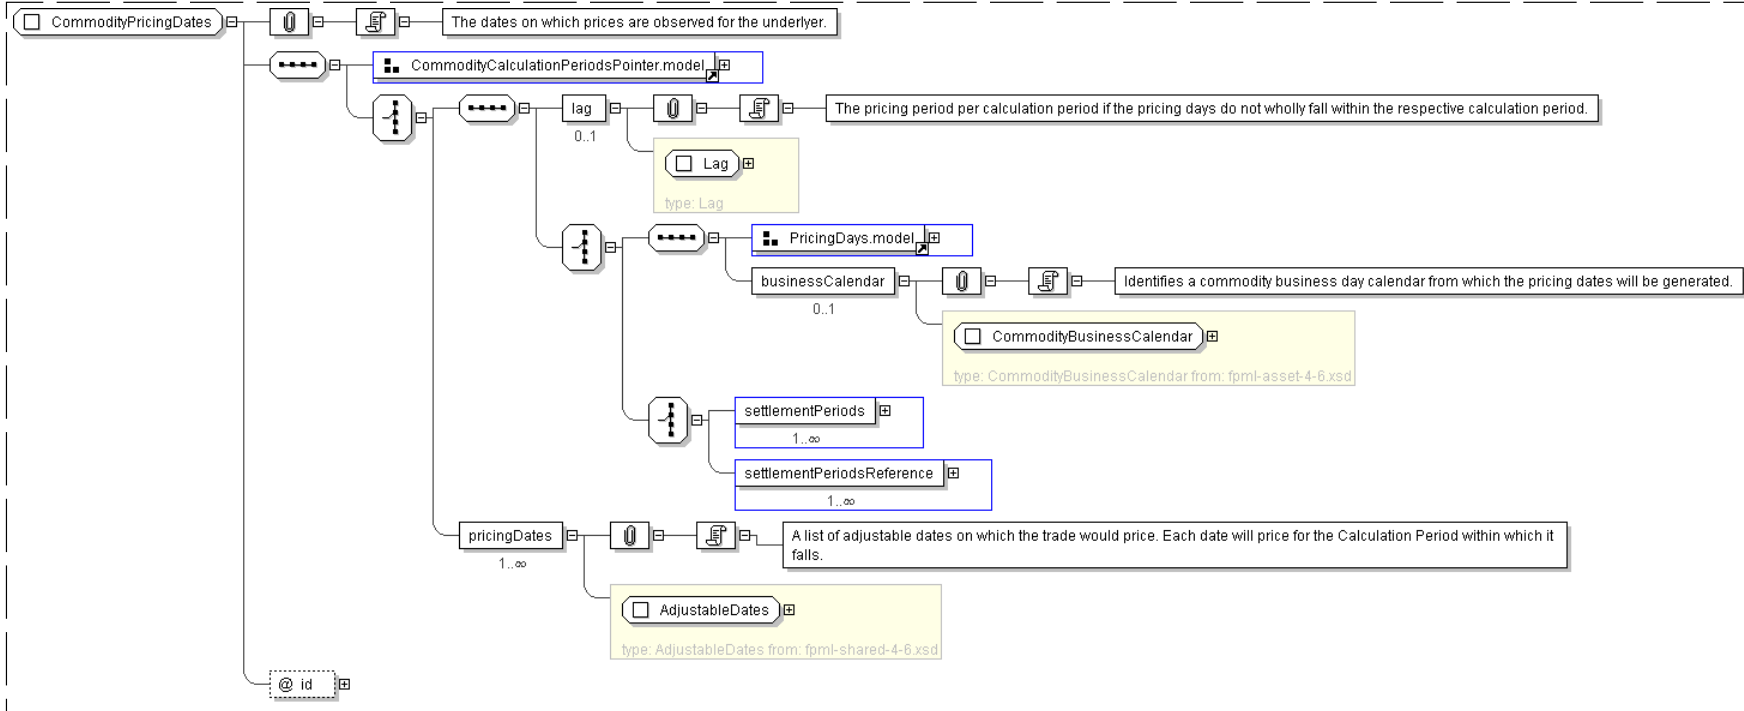 CommodityPricingDates
The dates on which prices are observed for the underlyer.
CommodityCalculationPeriodsPointer.model
lag
The pricing period per calculation period if the pricing days do not wholly fall within the respective calculation period.
0..1
Lag
type: Lag
PricingDays.model
businessCalendar
Identifies a commodity business day calendar from which the pricing dates will be generated.
0..1
CommodityBusinessCalendar
type: CommodityBusinessCalendar from: fpml-asset-4-6.xsd
settlementPeriods
1..∞
settlementPeriodsReference
1..∞
pricingDates
A list of adjustable dates on which the trade would price. Each date will price for the Calculation Period within which it
falls.
1..∞
AdjustableDates
type: AdjustableDates from: fpml-shared-4-6.xsd
@ id